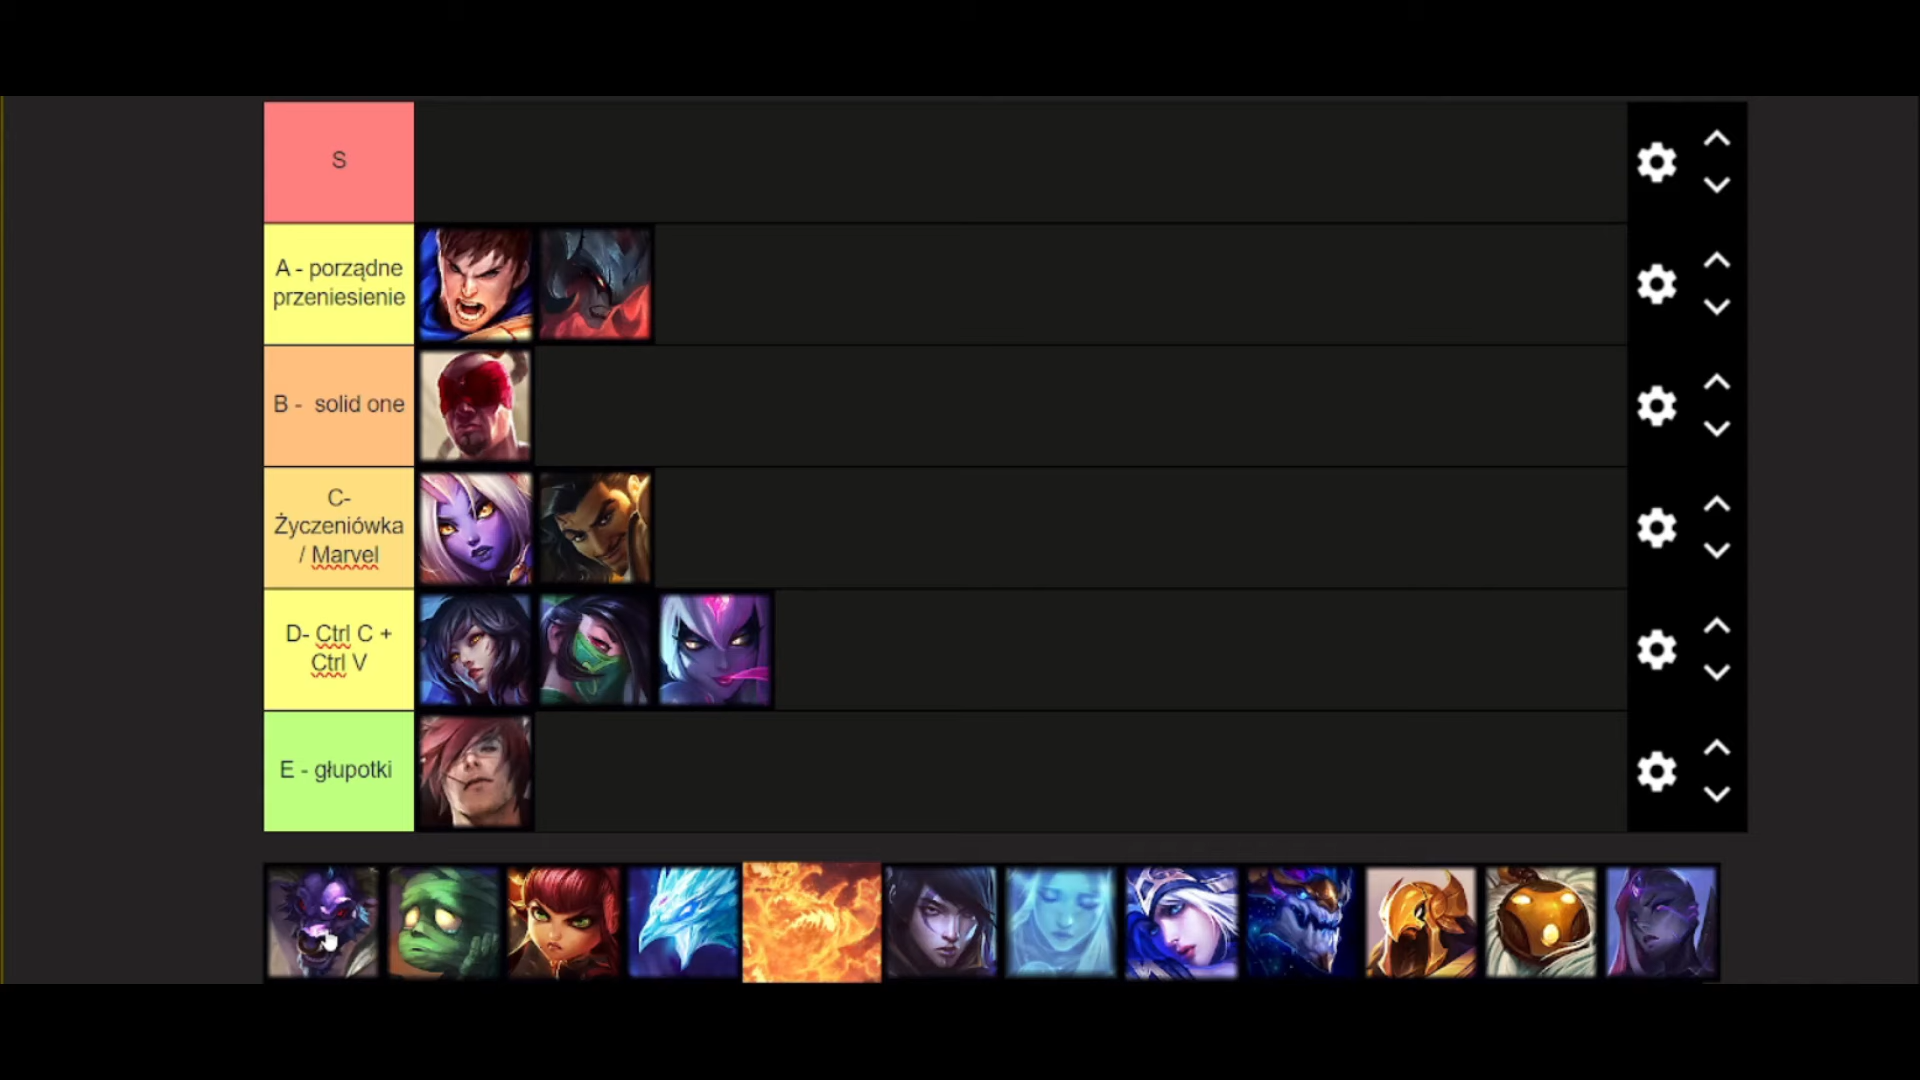 S
A - porządne
przeniesienie
B - solid one
C-
Życzeniówka
/ Marvel
D- Ctrl C +
Ctrl V
E - głupotki